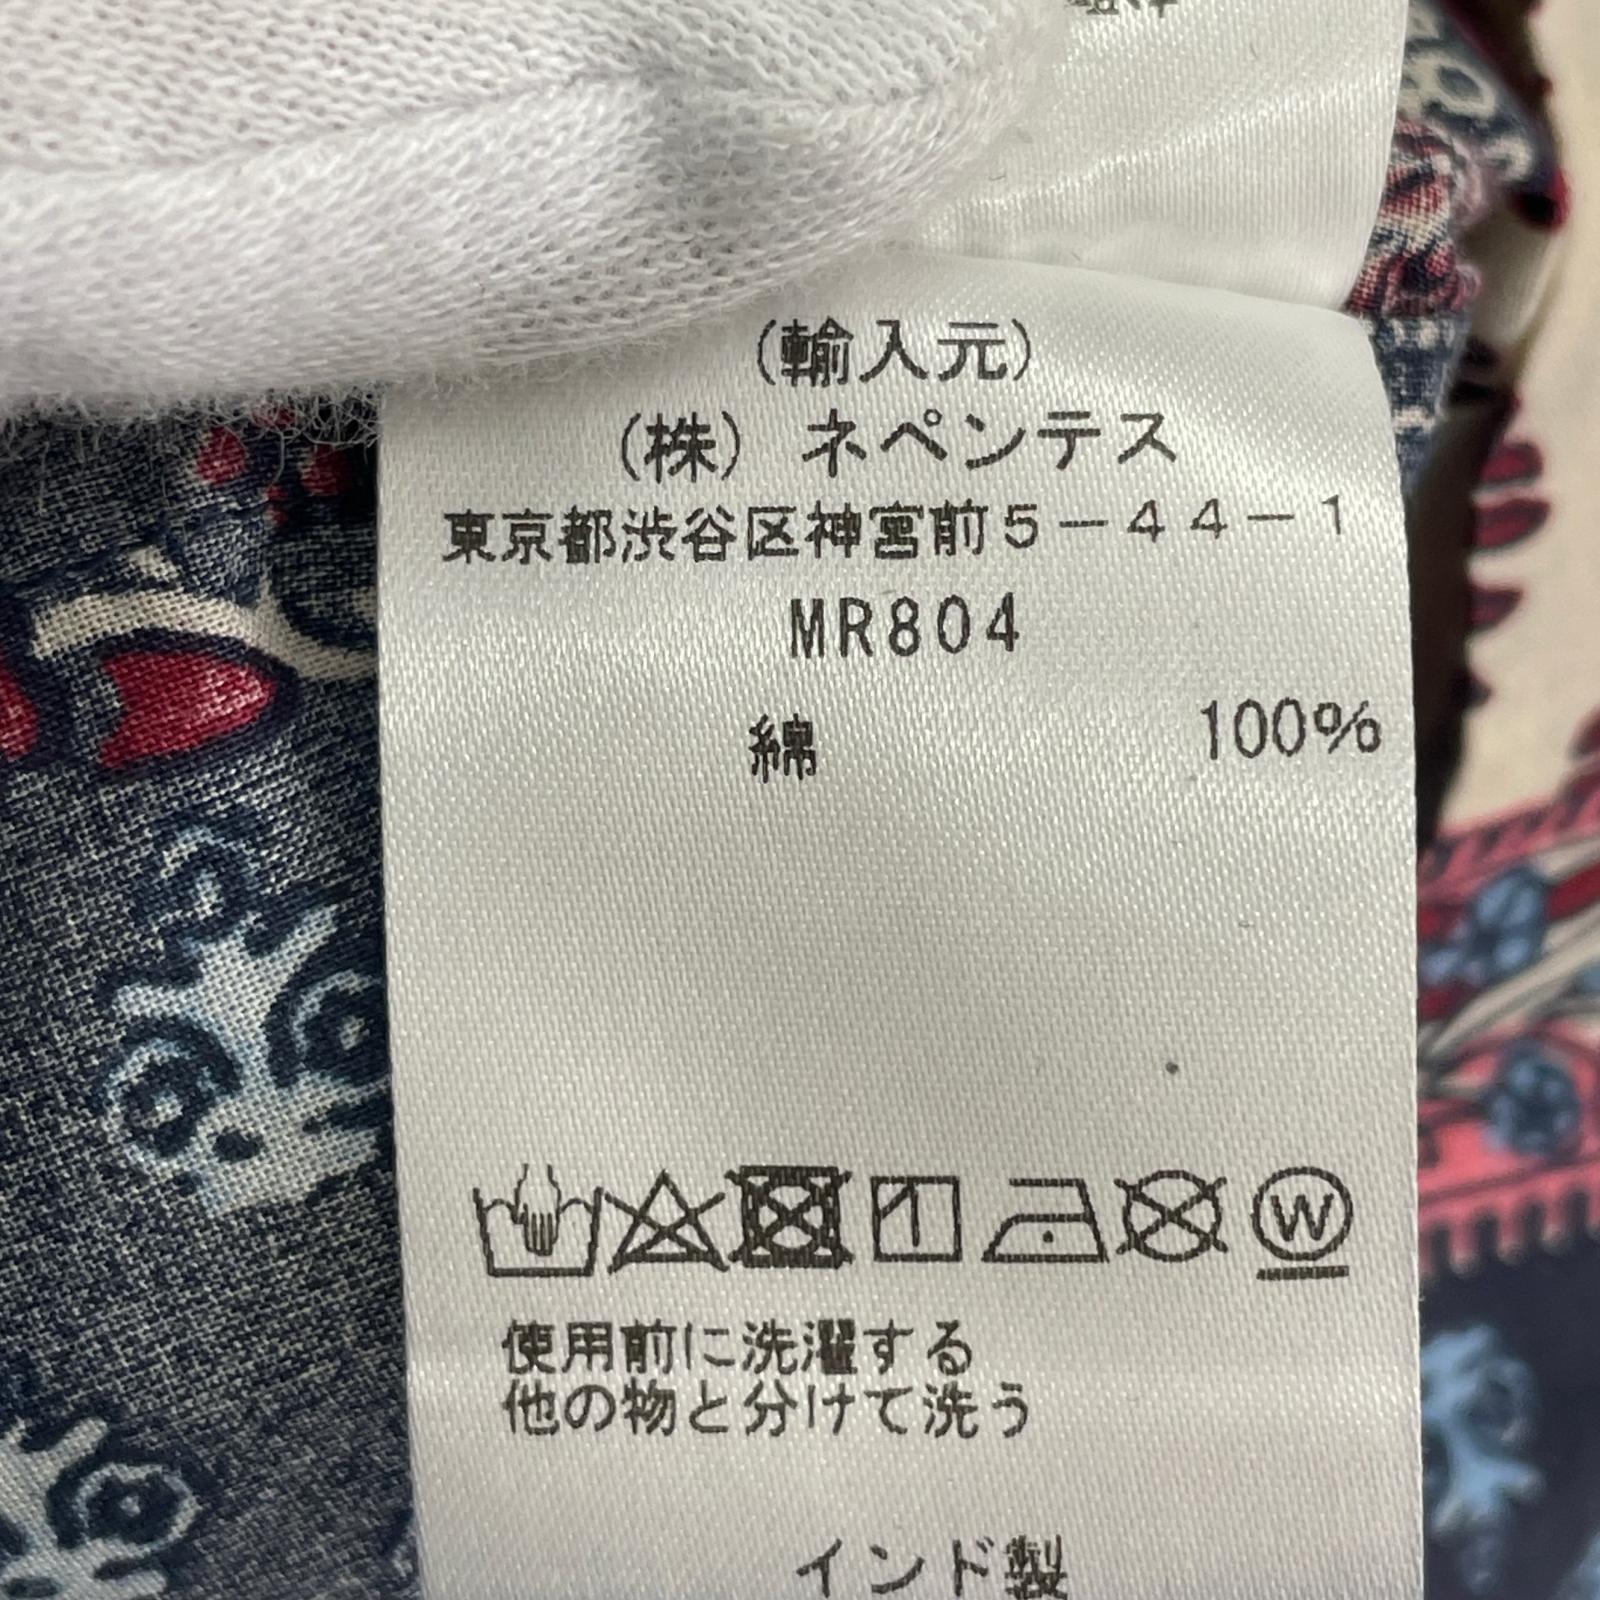 (輸入元)
(株) ネペンテス
東京都渋谷区神宮前5－44－1
MR804
綿 100%
W
使用前に洗濯する
他の物と分けて洗う
インド製